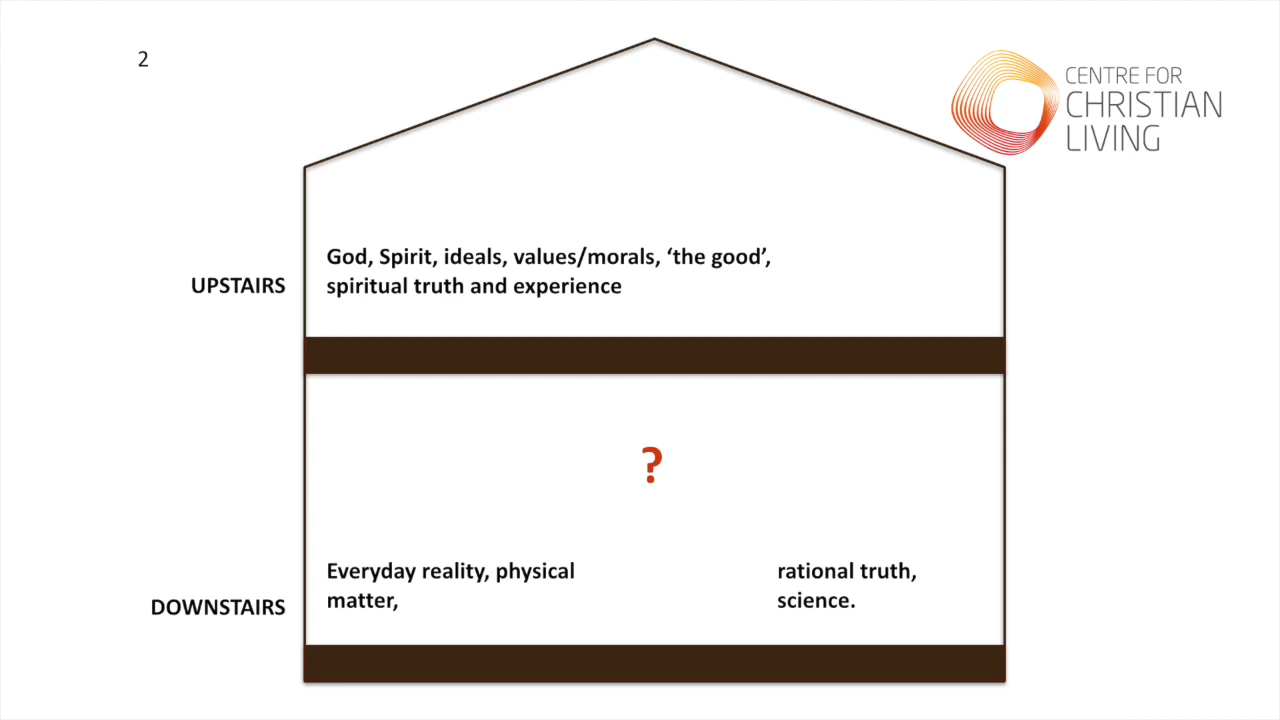 2
CENTRE FOR
CHRISTIAN
LIVING
God, Spirit, ideals, values/morals, ‘the good’,
spiritual truth and experience
UPSTAIRS
?
Everyday reality, physical
matter,
rational truth,
science.
DOWNSTAIRS